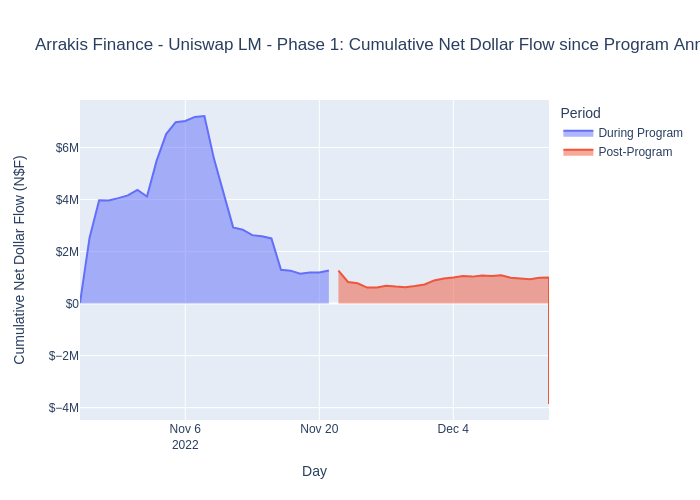 Arrakis Finance - Uniswap LM - Phase 1: Cumulative Net Dollar Flow since Program Ann
Period
During Program
Post-Program
Cumulative Net Dollar Flow (N$F)
$6M
$4M
$2M
$0
$−2M
$−4M
Nov 6
2022
Nov 20
Dec 4
Day